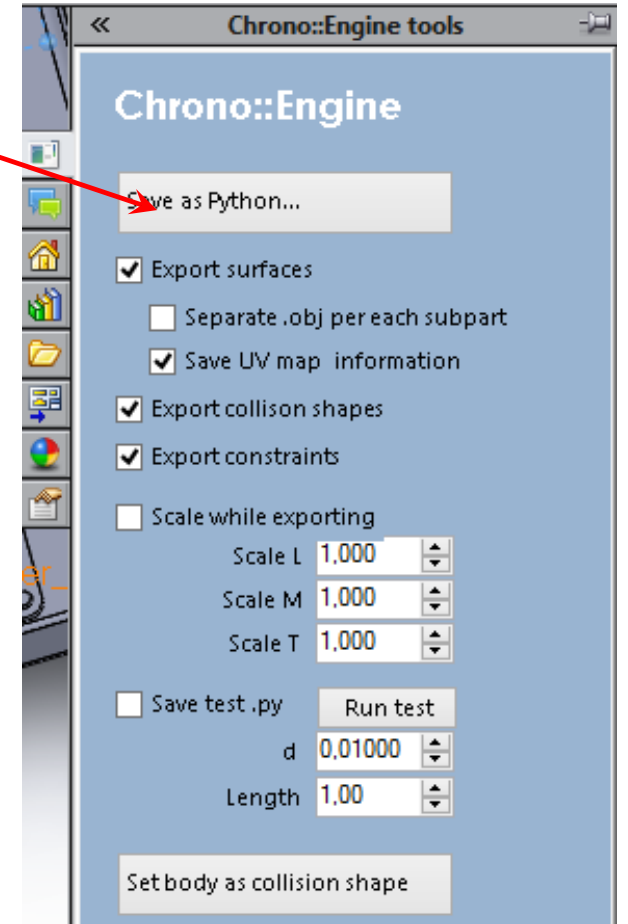 « Chrono::Engine tools
Chrono::Engine
Save as Python...
Export surfaces
Separate .obj per each subpart
Save UV map information
Export collison shapes
Export constraints
Scale while exporting
Scale L 1,000
Scale M 1,000
Scale T 1,000
Save test .py Run test
d 0,01000
Length 1,00
Set body as collision shape